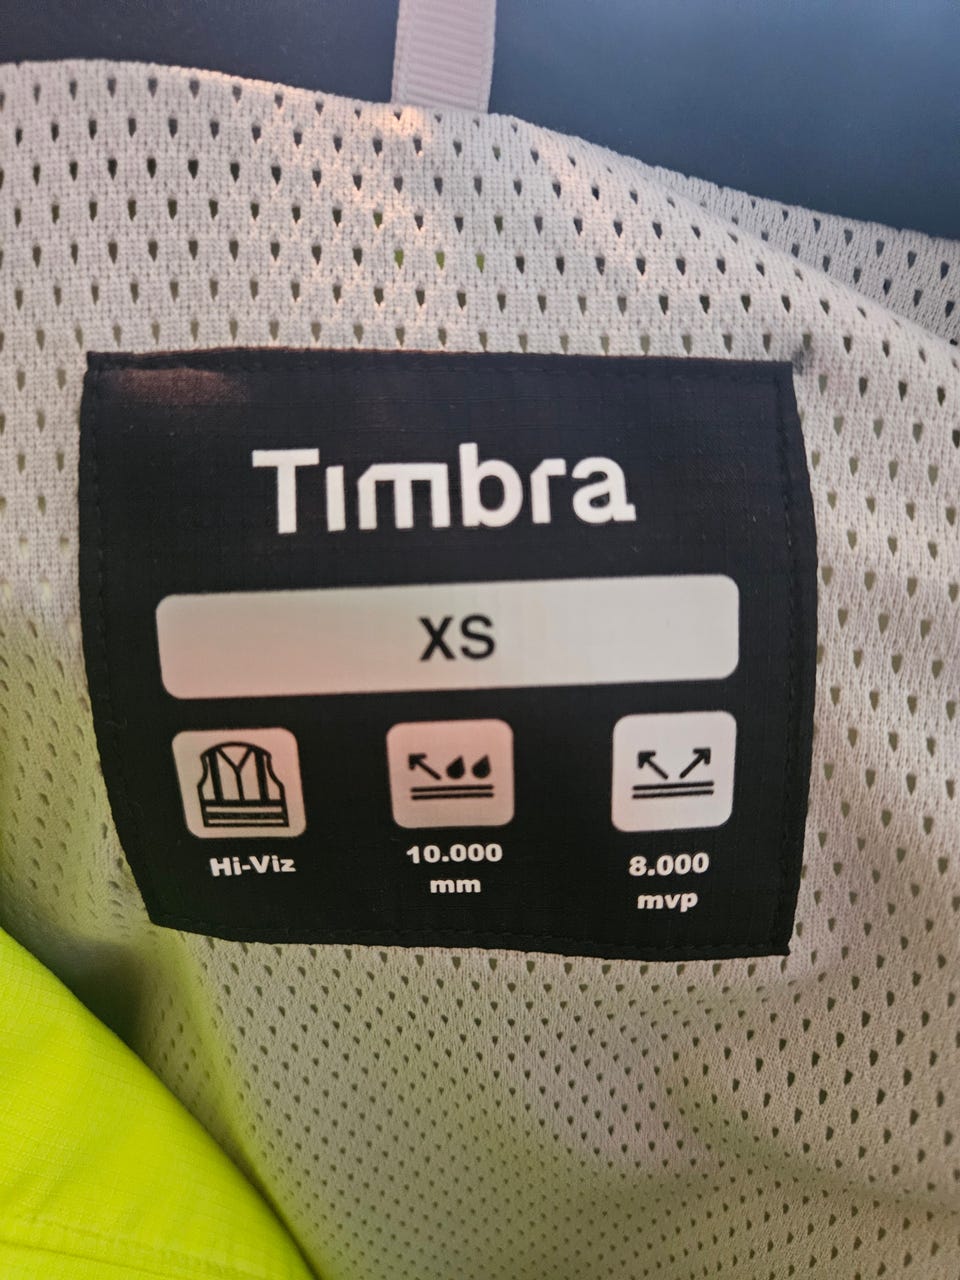 Timbra
XS
Hi-Viz
10.000
mm
8.000
mvp